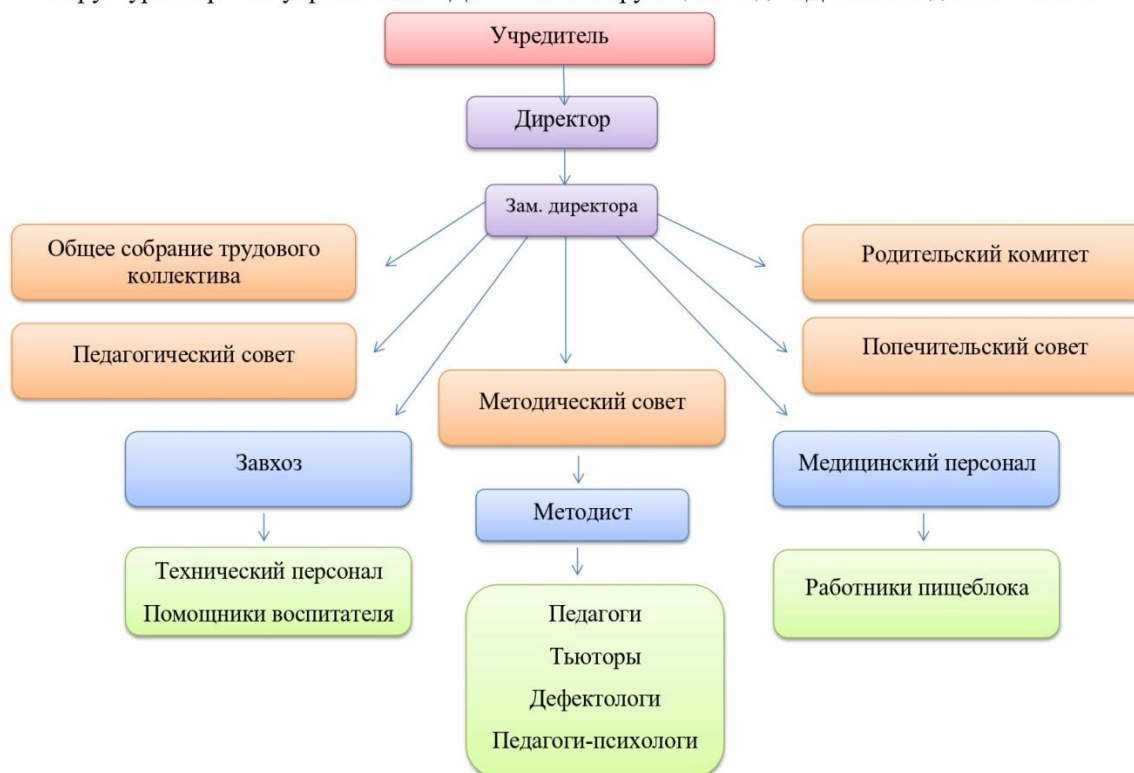 Учредитель
Директор
Зам. директора
Общее собрание трудового
коллектива
Родительский комитет
Педагогический совет
Попечительский совет
Методический совет
Завхоз
Медицинский персонал
Методист
Технический персонал
Помощники воспитателя
Работники пищеблока
Педагоги
Тьюторы
Дефектологи
Педагоги-психологи